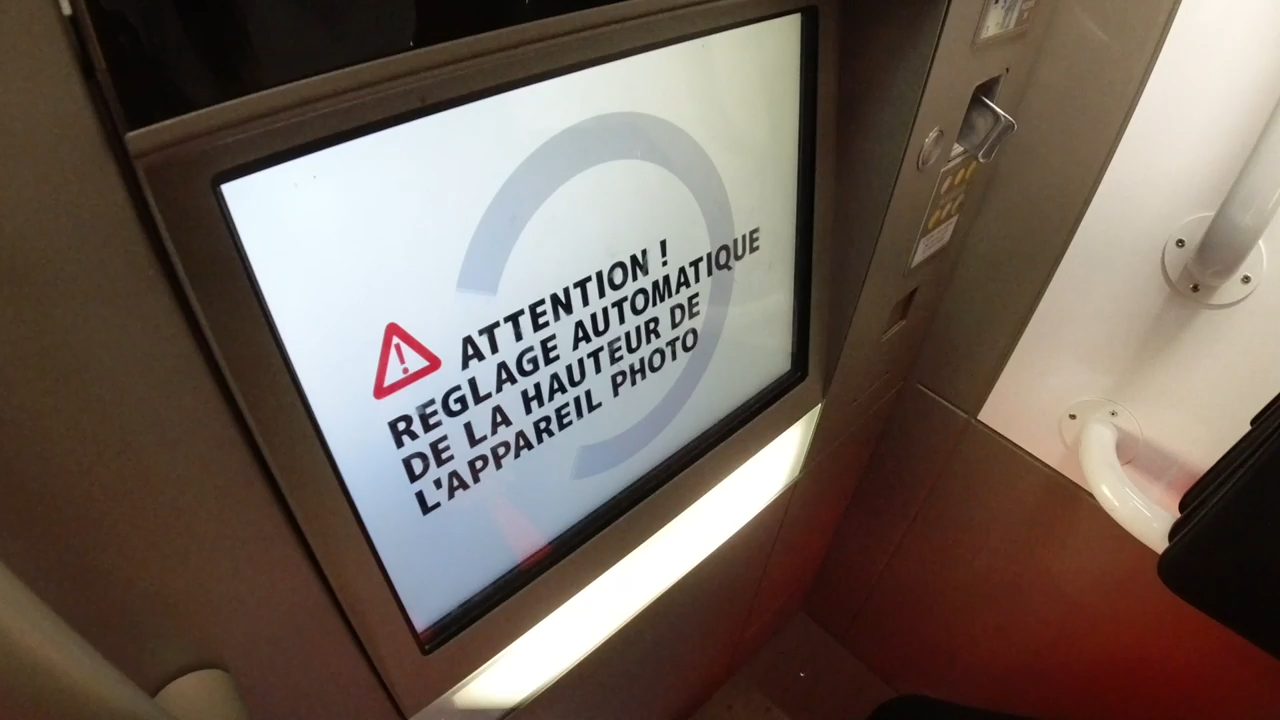 ATTENTION !
REGLAGE AUTOMATIQUE
DE LA HAUTEUR DE
L'APPAREIL PHOTO